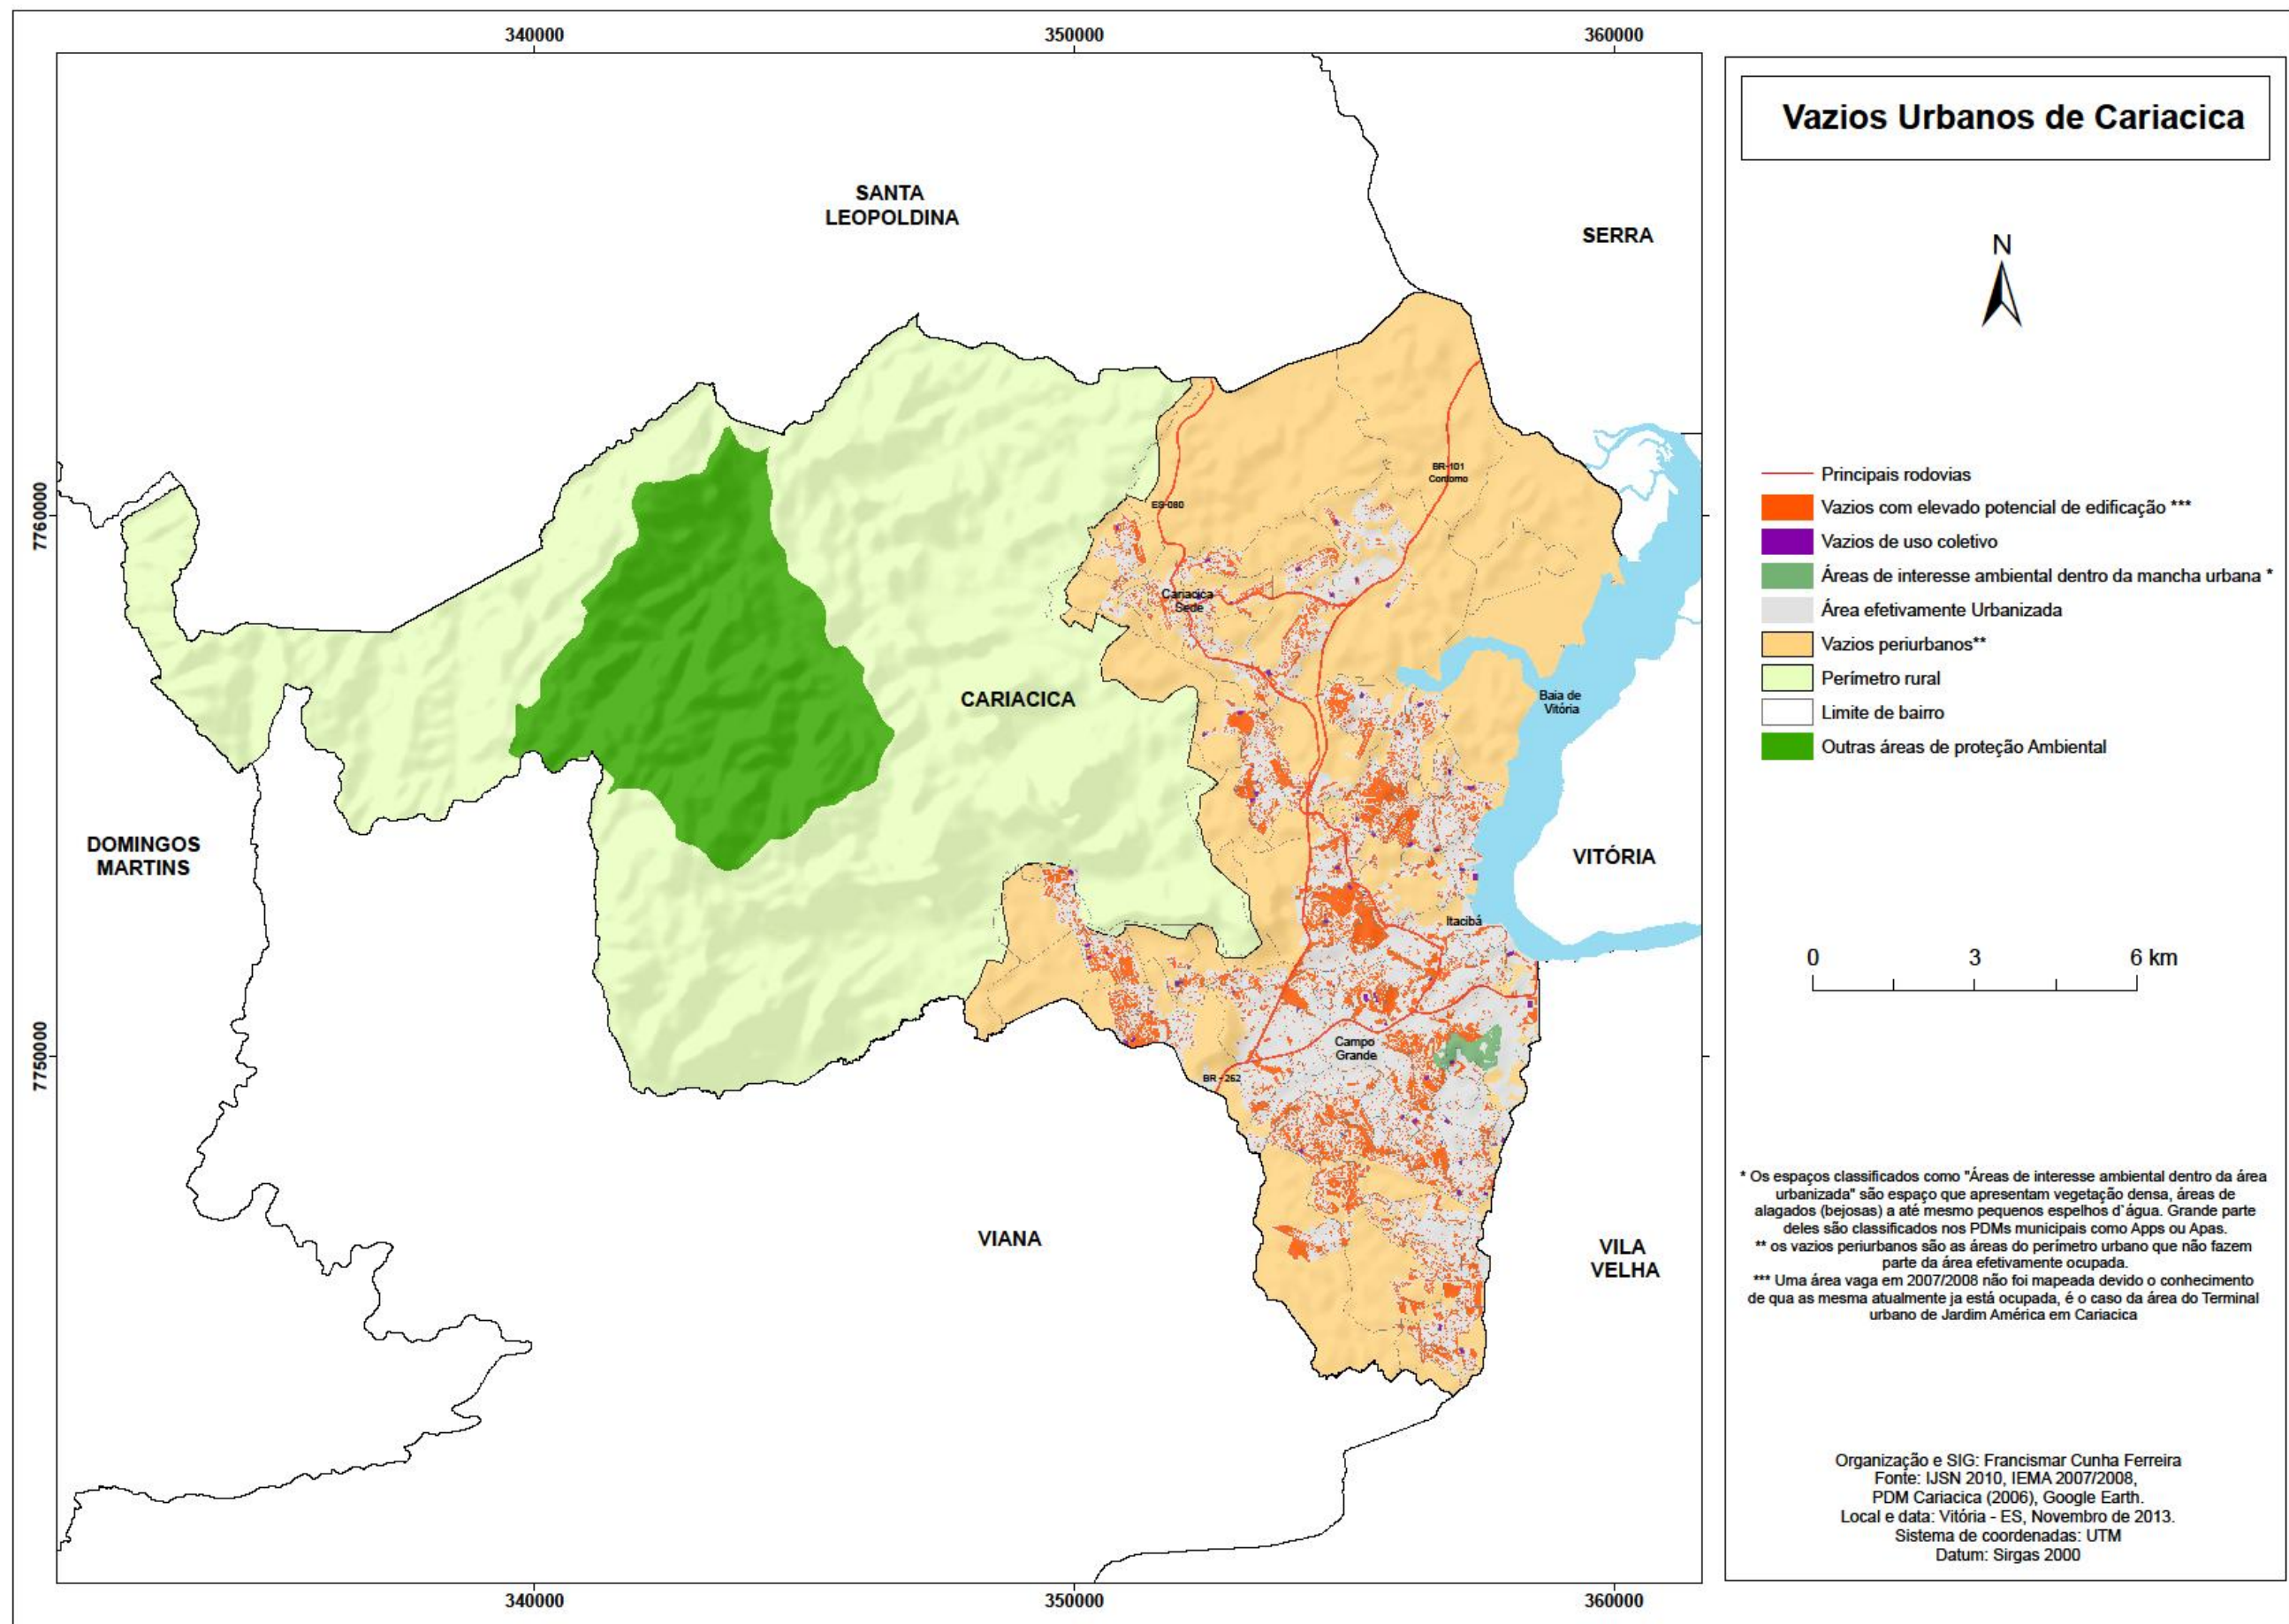 340000
350000
360000
Vazios Urbanos de Cariacica
SANTA
LEOPOLDINA
SERRA
N
BR-101
Contorno
ES-080
7760000
Cariacica
Sede
CARIACICA
Baia de
Vitória
DOMINGOS
MARTINS
VITÓRIA
Itacibá
Campo
Grande
BR - 262
7750000
VIANA
VILA
VELHA
340000
350000
360000
Principais rodovias
Vazios com elevado potencial de edificação ***
Vazios de uso coletivo
Áreas de interesse ambiental dentro da mancha urbana *
Área efetivamente Urbanizada
Vazios periurbanos**
Perímetro rural
Limite de bairro
Outras áreas de proteção Ambiental
0 3 6 km
* Os espaços classificados como "Áreas de interesse ambiental dentro da área
urbanizada" são espaço que apresentam vegetação densa, áreas de
alagados (bejosas) a até mesmo pequenos espelhos d`água. Grande parte
deles são classificados nos PDMs municipais como Apps ou Apas.
** os vazios periurbanos são as áreas do perímetro urbano que não fazem
parte da área efetivamente ocupada.
*** Uma área vaga em 2007/2008 não foi mapeada devido o conhecimento
de qua as mesma atualmente ja está ocupada, é o caso da área do Terminal
urbano de Jardim América em Cariacica
Organização e SIG: Francismar Cunha Ferreira
Fonte: IJSN 2010, IEMA 2007/2008,
PDM Cariacica (2006), Google Earth.
Local e data: Vitória - ES, Novembro de 2013.
Sistema de coordenadas: UTM
Datum: Sirgas 2000